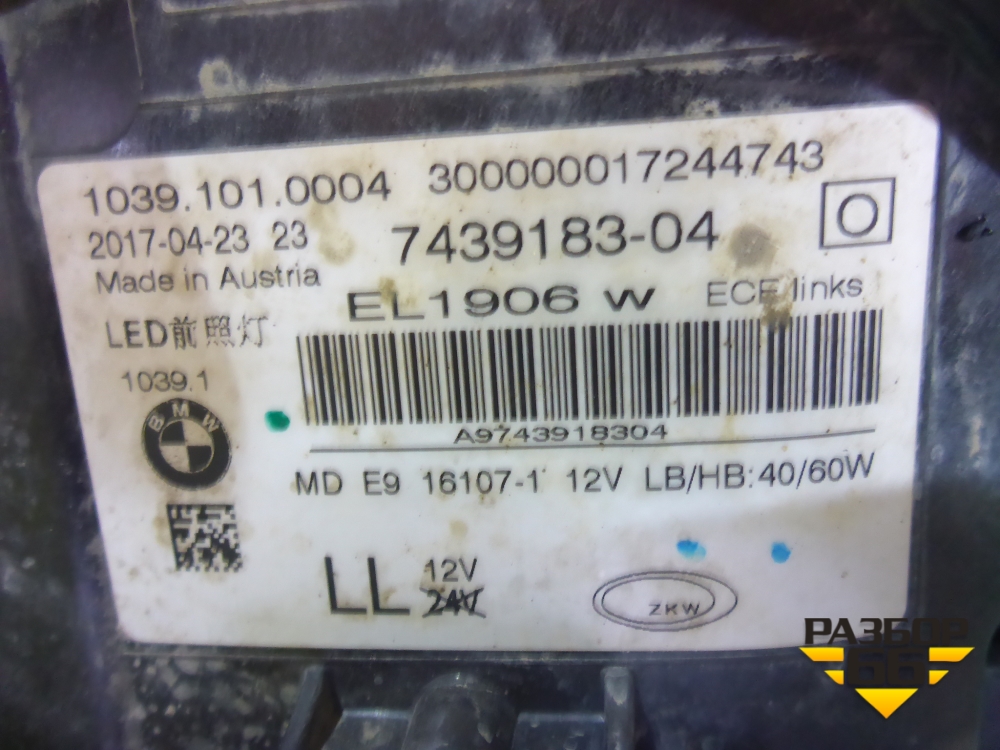 1039.101.0004 300000017244743
2017-04-23 23 7439183-04 O
Made in Austria
EL1906 W ECE links
LED前照灯
1039.1
BMW
A9743918304
MD E9 16107-1 12V LB/HB:40/60W
LL 12V
24V
ZKW
РАЗБОР
66